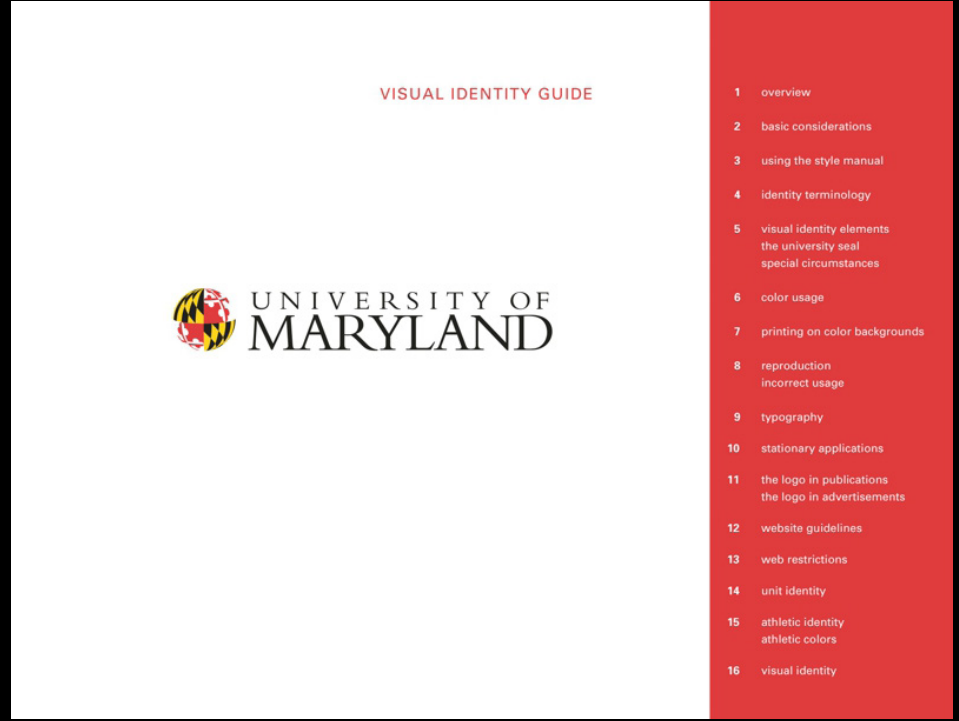 VISUAL IDENTITY GUIDE
UNIVERSITY OF
MARYLAND
1 overview
2 basic considerations
3 using the style manual
4 identity terminology
5 visual identity elements
the university seal
special circumstances
6 color usage
7 printing on color backgrounds
8 reproduction
incorrect usage
9 typography
10 stationary applications
11 the logo in publications
the logo in advertisements
12 website guidelines
13 web restrictions
14 unit identity
15 athletic identity
athletic colors
16 visual identity